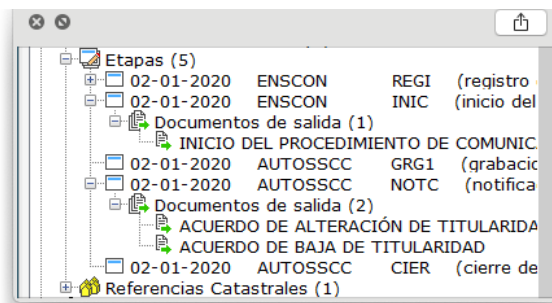 Etapas (5)
02-01-2020 ENSCON REGI (registro
02-01-2020 ENSCON INIC (inicio del
Documentos de salida (1)
INICIO DEL PROCEDIMIENTO DE COMUNIC
02-01-2020 AUTOSSCC GRG1 (grabacio
02-01-2020 AUTOSSCC NOTC (notifica
Documentos de salida (2)
ACUERDO DE ALTERACIÓN DE TITULARIDA
ACUERDO DE BAJA DE TITULARIDAD
02-01-2020 AUTOSSCC CIER (cierre de
Referencias Catastrales (1)